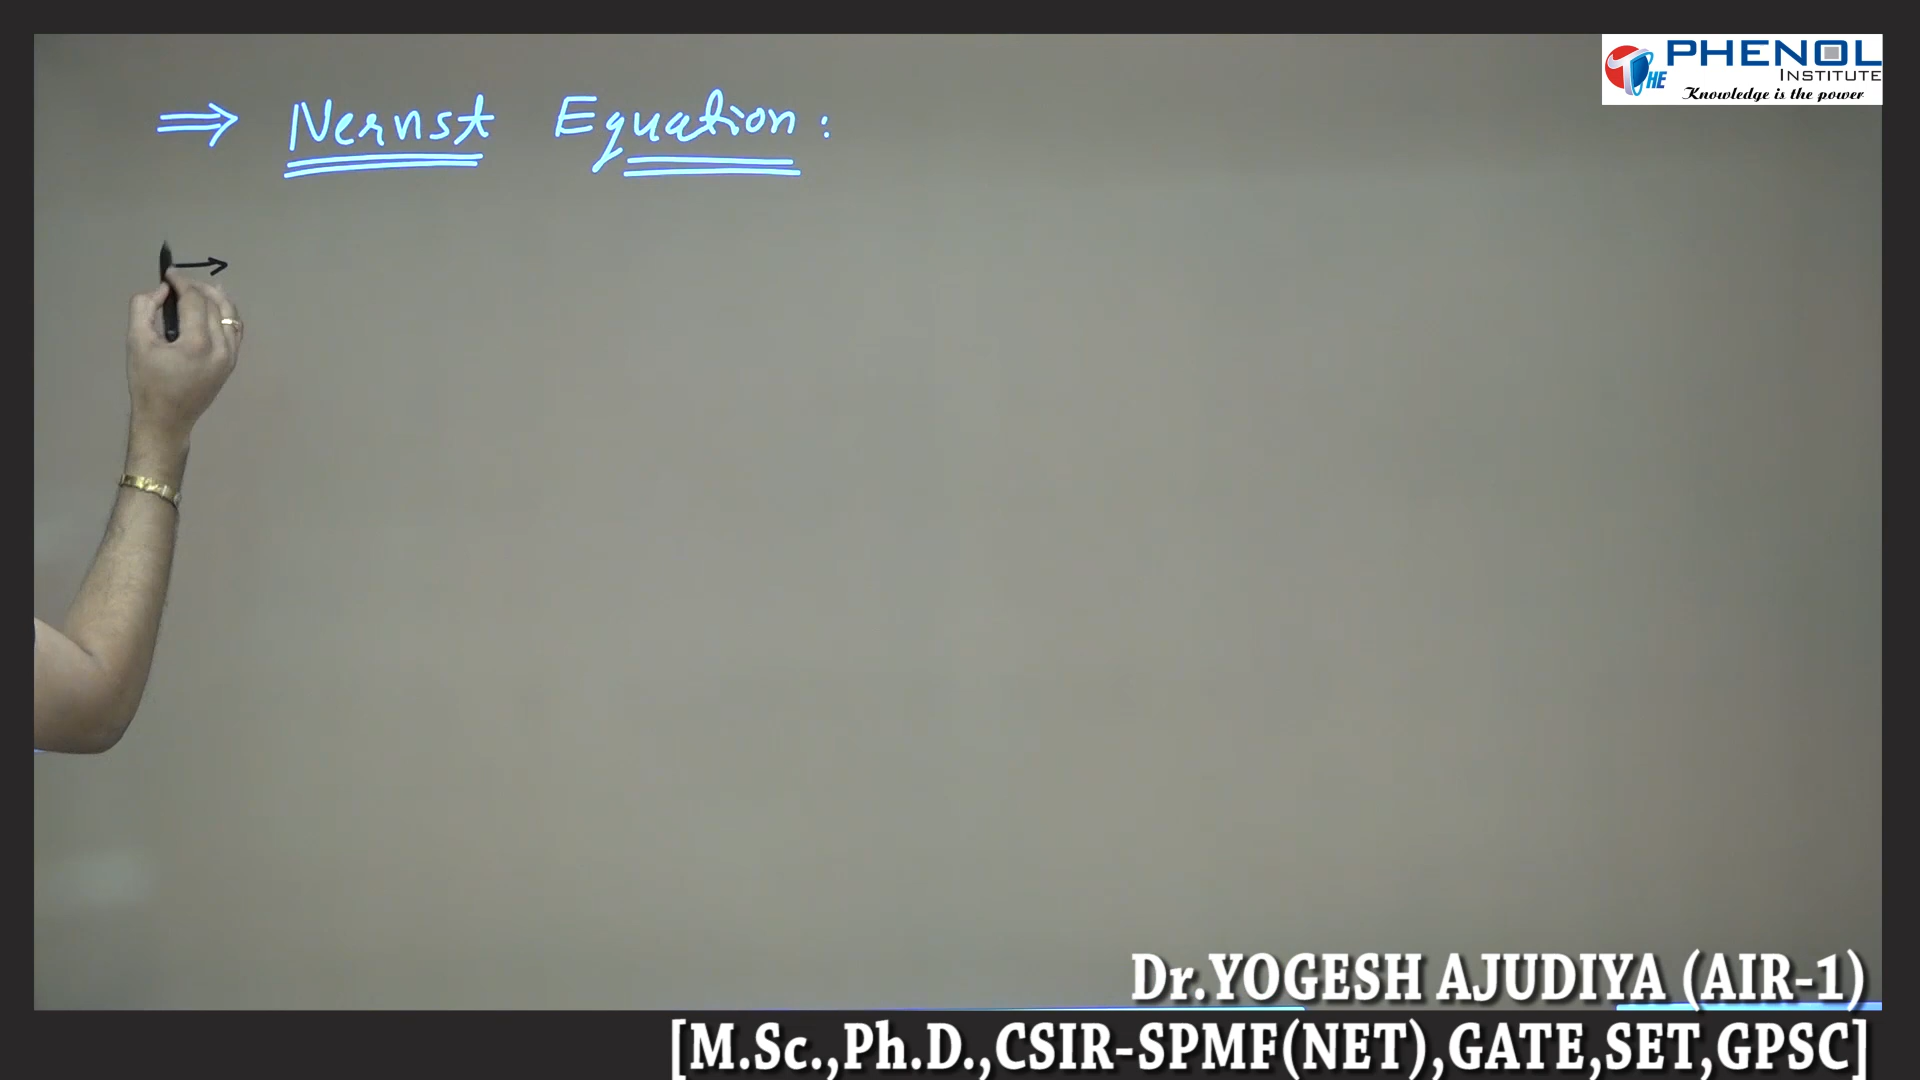 ⇒ Nernst Equation:
→
THE PHENOL
INSTITUTE
Knowledge is the power
Dr.YOGESH AJUDIYA (AIR-1)
[M.Sc.,Ph.D.,CSIR-SPMF(NET),GATE,SET,GPSC]